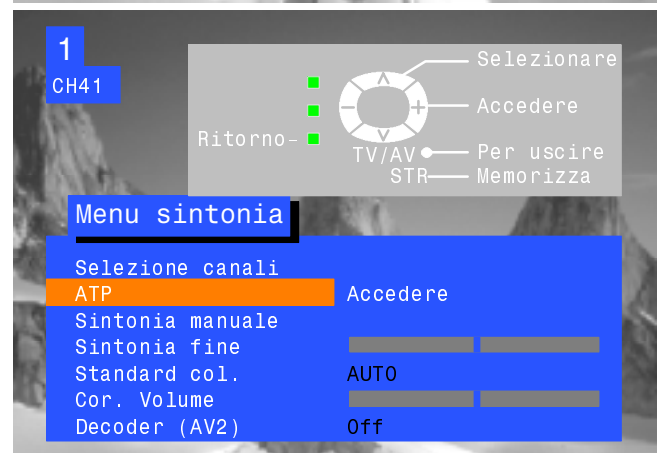 1
CH41
Selezionare
Accedere
Ritorno
TV/AV Per uscire
STR Memorizza
Menu sintonia
Selezione canali
ATP Accedere
Sintonia manuale
Sintonia fine
Standard col. AUTO
Cor. Volume
Decoder (AV2) Off